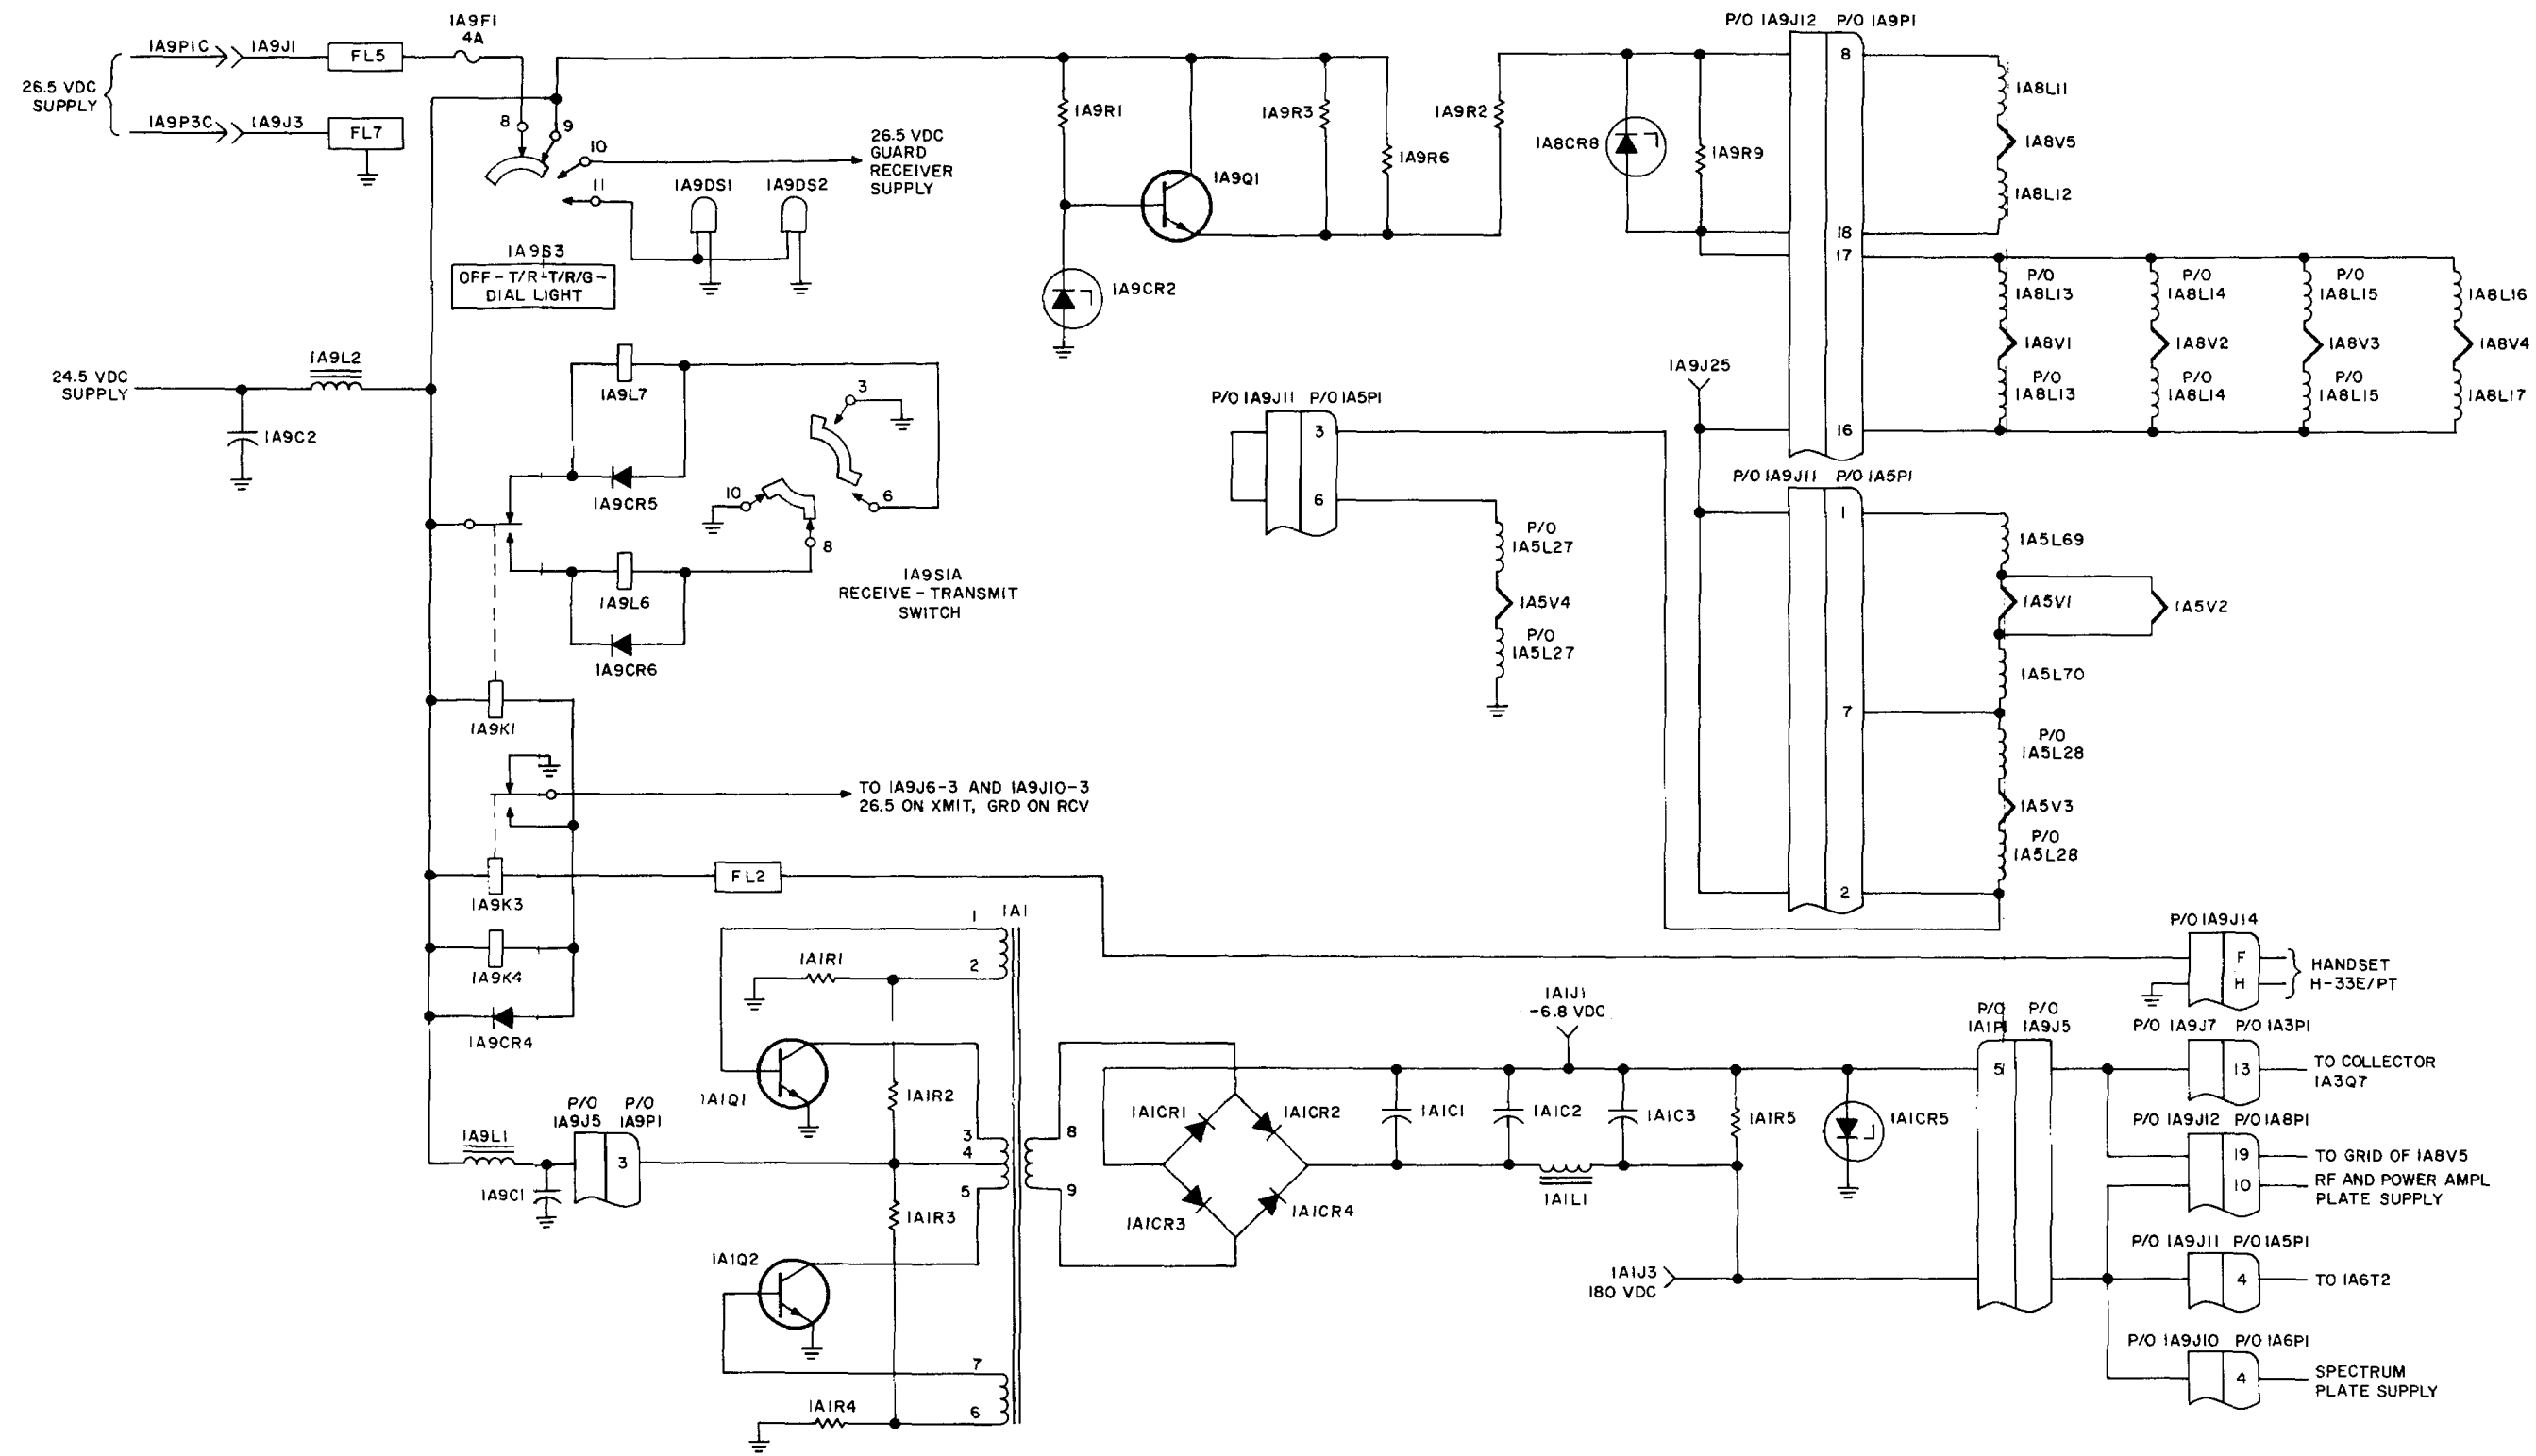 1A9F1
4A
1A9P1C
1A9J1
FL5
26.5 VDC
SUPPLY
1A9P3C
1A9J3
FL7
8
9
10
11
26.5 VDC
GUARD
RECEIVER
SUPPLY
1A9DS1
1A9DS2
1A9S3
OFF-T/R-T/R/G-
DIAL LIGHT
1A9R1
1A9Q1
1A9CR2
1A9R3
1A9R6
1A9R2
1A8CR8
1A9R9
P/O 1A9J12
P/O 1A9P1
8
18
17
16
1A8L11
1A8V5
1A8L12
P/O
1A8L13
1A8V1
P/O
1A8L13
P/O
1A8L14
1A8V2
P/O
1A8L14
P/O
1A8L15
1A8V3
P/O
1A8L15
1A8L16
1A8V4
1A8L17
24.5 VDC
SUPPLY
1A9L2
1A9C2
1A9L7
1A9CR5
3
6
10
8
1A9L6
1A9CR6
1A9S1A
RECEIVE-TRANSMIT
SWITCH
1A9J25
P/O 1A9J11
P/O 1A5P1
3
6
P/O
1A5L27
1A5V4
P/O
1A5L27
P/O 1A9J11
P/O 1A5P1
1
7
2
1A5L69
1A5V1
1A5V2
1A5L70
P/O
1A5L28
1A5V3
P/O
1A5L28
1A9K1
TO 1A9J6-3 AND 1A9J10-3
26.5 ON XMIT, GRD ON RCV
1A9K3
FL2
1A9K4
1A9CR4
1A9L1
1A9C1
P/O
1A9J5
P/O
1A9P1
3
1A1
1
2
3
4
5
7
6
8
9
1A1R1
1A1Q1
1A1R2
1A1R3
1A1Q2
1A1R4
1A1CR1
1A1CR2
1A1CR3
1A1CR4
1A1J1
-6.8 VDC
1A1C1
1A1C2
1A1C3
1A1R5
1A1CR5
1A1L1
1A1J3
180 VDC
P/O
1A1P1
P/O
1A9J5
5
P/O 1A9J14
F
H
HANDSET
H-33E/PT
P/O 1A9J7
P/O 1A3P1
13
TO COLLECTOR
1A3Q7
P/O 1A9J12
P/O 1A8P1
19
TO GRID OF 1A8V5
10
RF AND POWER AMPL
PLATE SUPPLY
P/O 1A9J11
P/O 1A5P1
4
TO 1A6T2
P/O 1A9J10
P/O 1A6P1
4
SPECTRUM
PLATE SUPPLY